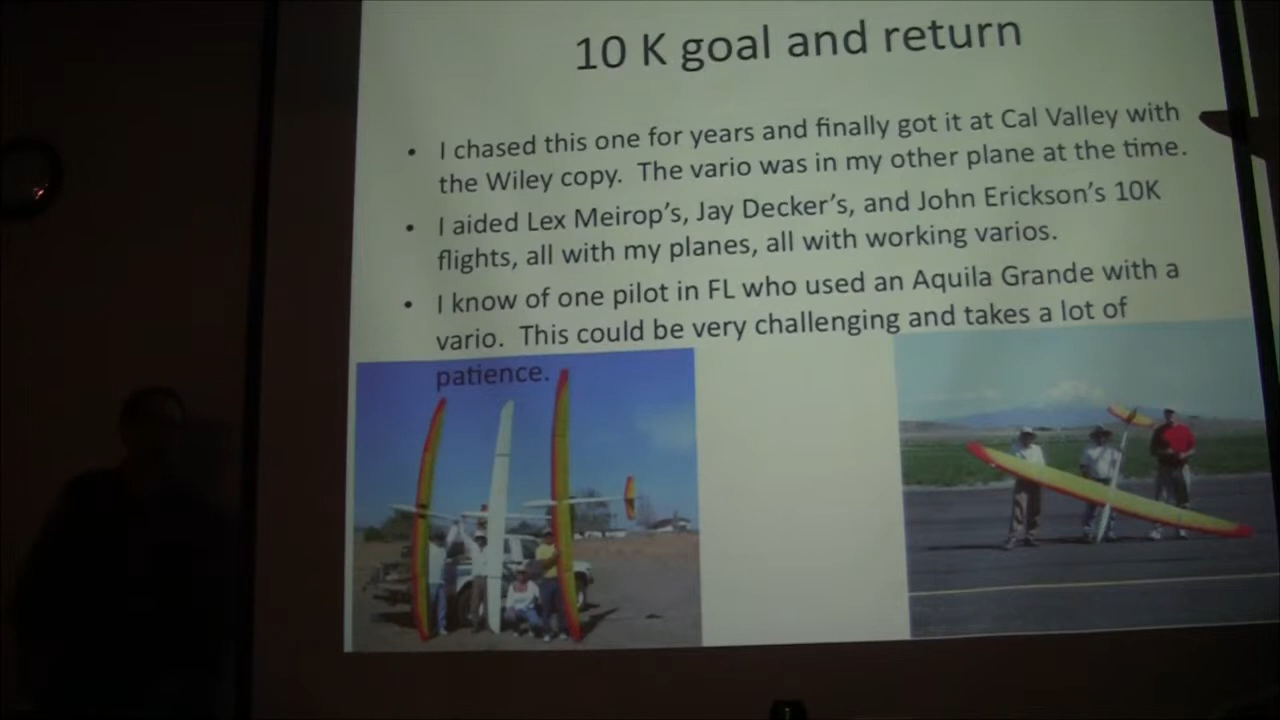 10 K goal and return
• I chased this one for years and finally got it at Cal Valley with
the Wiley copy. The vario was in my other plane at the time.
• I aided Lex Meirop's, Jay Decker's, and John Erickson's 10K
flights, all with my planes, all with working varios.
• I know of one pilot in FL who used an Aquila Grande with a
vario. This could be very challenging and takes a lot of
patience.